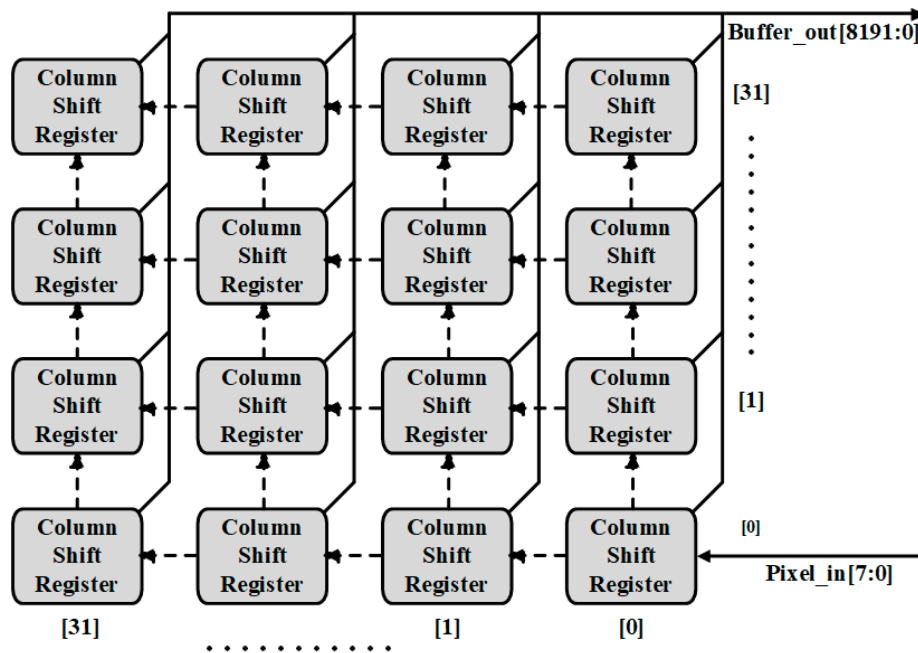 Buffer_out[8191:0]
Column Column Column Column
Shift Shift Shift Shift
Register Register Register Register
[31]
Column Column Column Column
Shift Shift Shift Shift
Register Register Register Register
Column Column Column Column
Shift Shift Shift Shift
Register Register Register Register
[1]
Column Column Column Column
Shift Shift Shift Shift
Register Register Register Register
[0]
Pixel_in[7:0]
[31] [1] [0]